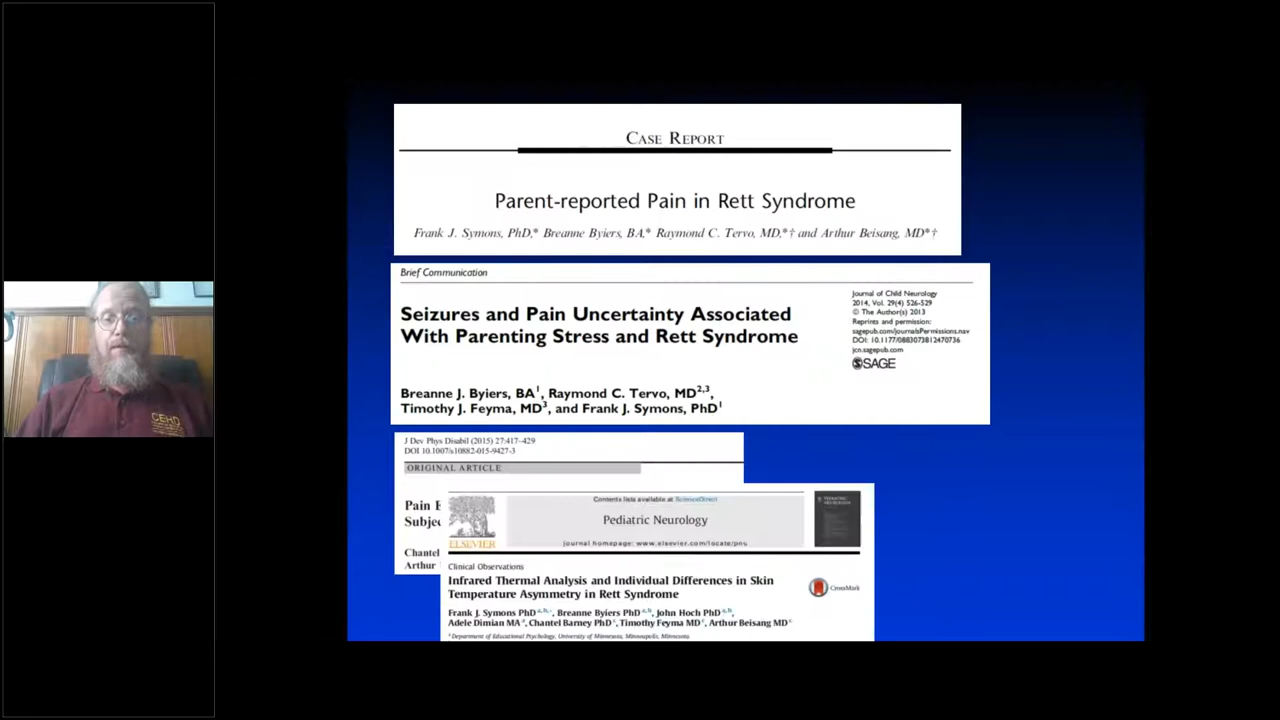 CEHD
CASE REPORT
Parent-reported Pain in Rett Syndrome
Frank J. Symons, PhD,* Breanne Byiers, BA,* Raymond C. Tervo, MD,*† and Arthur Beisang, MD*†
Brief Communication
Seizures and Pain Uncertainty Associated
With Parenting Stress and Rett Syndrome
Journal of Child Neurology
2014, Vol. 29(4) 526-529
© The Author(s) 2013
Reprints and permission:
sagepub.com/journalsPermissions.nav
DOI: 10.1177/0883073812470736
jcn.sagepub.com
SAGE
Breanne J. Byiers, BA1, Raymond C. Tervo, MD2,3,
Timothy J. Feyma, MD3, and Frank J. Symons, PhD1
J Dev Phys Disabil (2015) 27:417–429
DOI 10.1007/s10882-015-9427-3
ORIGINAL ARTICLE
Pain E
Subjec
Chantel
Arthur
ELSEVIER
Contents lists available at ScienceDirect
Pediatric Neurology
journal homepage: www.elsevier.com/locate/pnu
PEDIATRIC
NEUROLOGY
Clinical Observations
Infrared Thermal Analysis and Individual Differences in Skin
Temperature Asymmetry in Rett Syndrome
CrossMark
Frank J. Symons PhD a,b,*, Breanne Byiers PhD a,b, John Hoch PhD a,b,
Adele Dimian MA a, Chantel Barney PhD c, Timothy Feyma MD c, Arthur Beisang MD c
a Department of Educational Psychology, University of Minnesota, Minneapolis, Minnesota